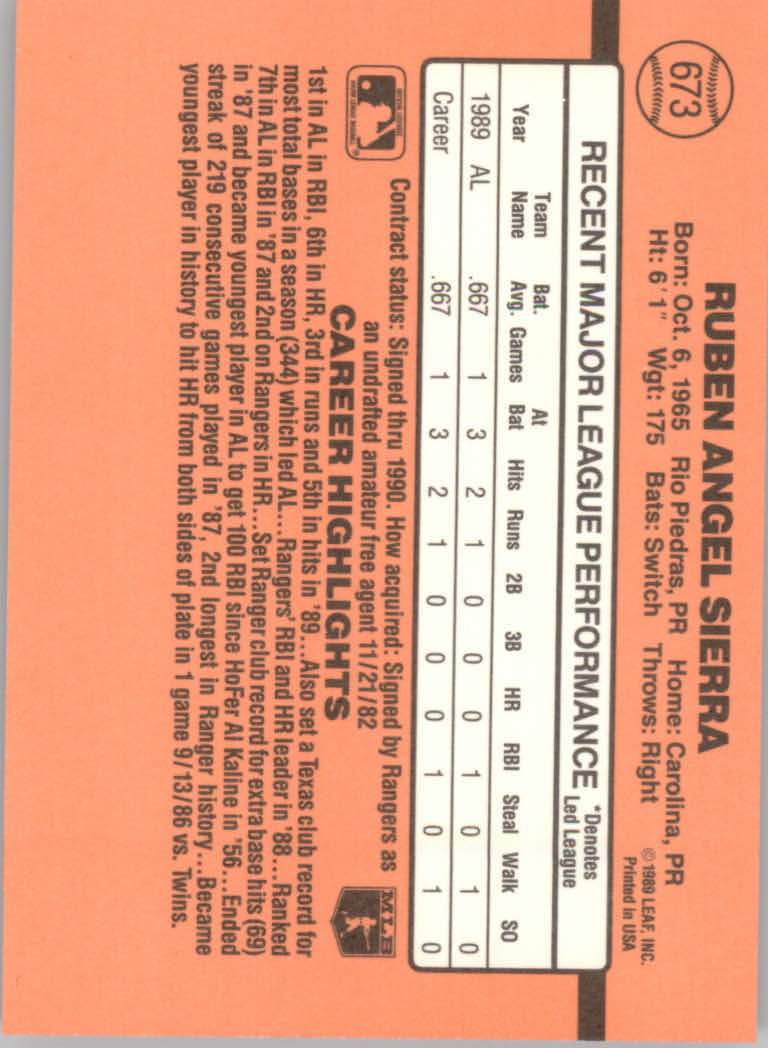 673
RUBEN ANGEL SIERRA
Born: Oct. 6, 1965 Rio Piedras, PR Home: Carolina, PR
Ht: 6'1" Wgt: 175 Bats: Switch Throws: Right
© 1989 LEAF, INC.
Printed in USA
RECENT MAJOR LEAGUE PERFORMANCE *Denotes
Led League
Year Team Name Bat. Avg. Games At Bat Hits Runs 2B 3B HR RBI Steal Walk SO
1989 AL .667 1 3 2 1 0 0 0 1 0 1 0
Career .667 1 3 2 1 0 0 0 1 0 1 0
Contract status: Signed thru 1990. How acquired: Signed by Rangers as
an undrafted amateur free agent 11/21/82
MLB
CAREER HIGHLIGHTS
1st in AL in RBI, 6th in HR, 3rd in runs and 5th in hits in '89...Also set a Texas club record for
most total bases in a season (344) which led AL... Rangers' RBI and HR leader in '88...Ranked
7th in AL in RBI in '87 and 2nd on Rangers in HR...Set Ranger club record for extra base hits (69)
in '87 and became youngest player in AL to get 100 RBI since HoFer Al Kaline in '56...Ended
streak of 219 consecutive games played in '87, 2nd longest in Ranger history...Became
youngest player in history to hit HR from both sides of plate in 1 game 9/13/86 vs. Twins.